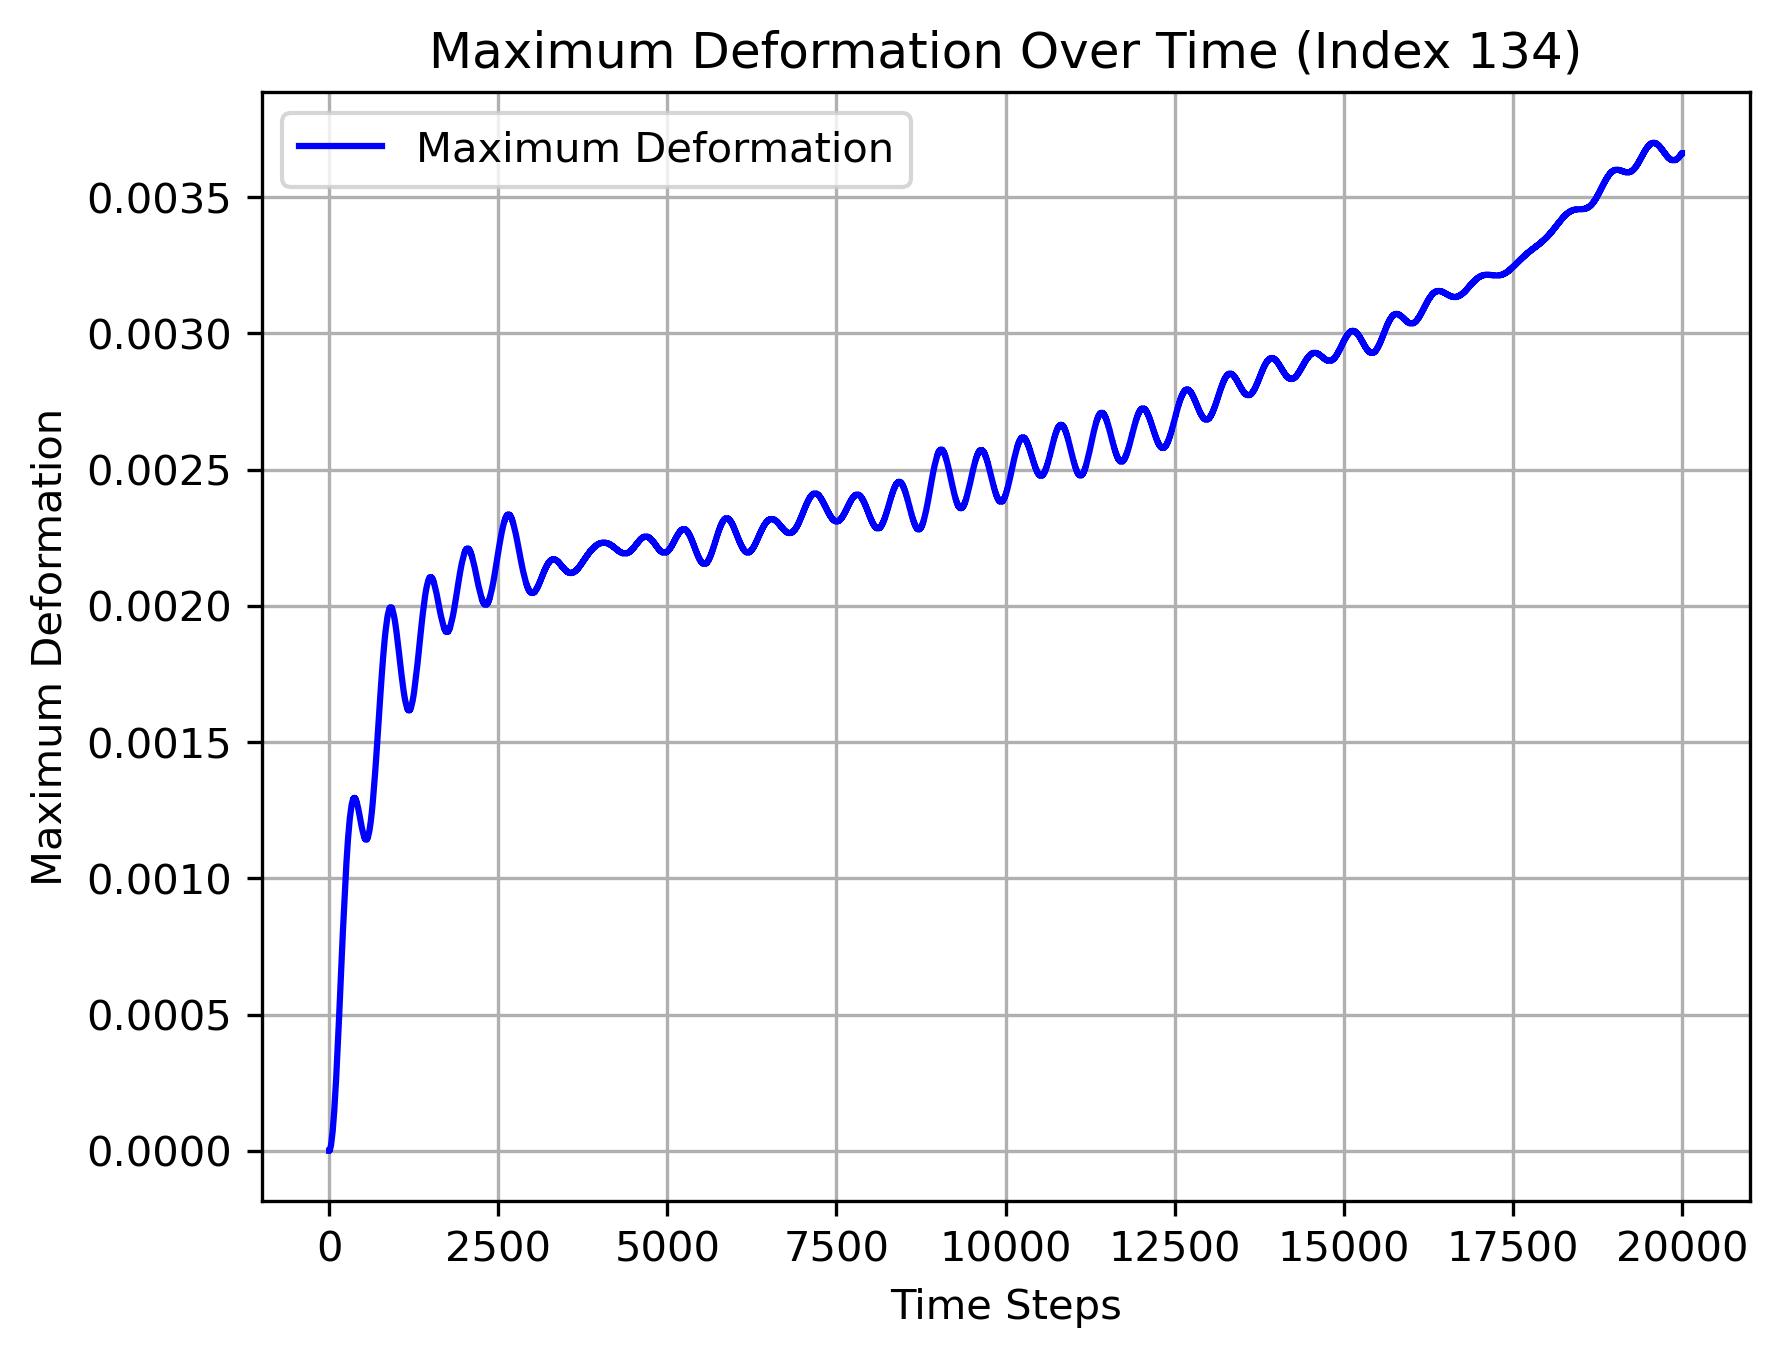 Maximum Deformation Over Time (Index 134)
Maximum Deformation
0.0035
0.0030
0.0025
0.0020
0.0015
0.0010
0.0005
0.0000
Maximum Deformation
0 2500 5000 7500 10000 12500 15000 17500 20000
Time Steps